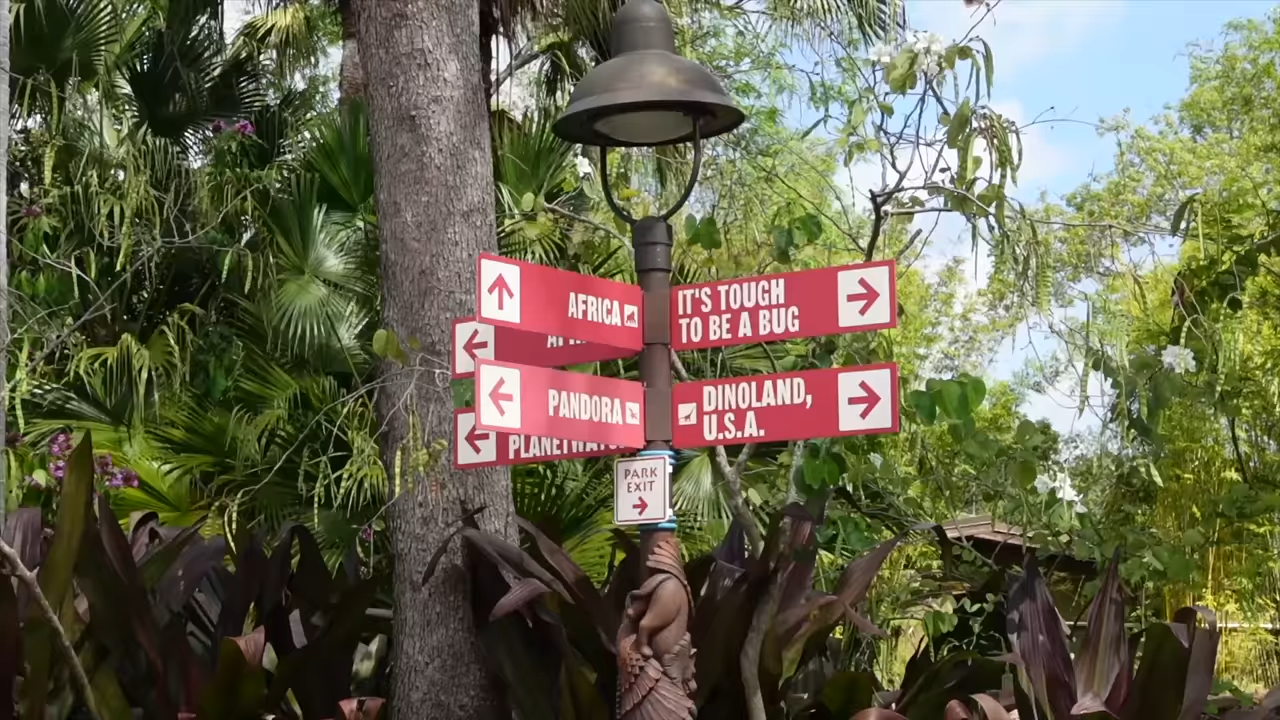 AFRICA
IT'S TOUGH
TO BE A BUG
PANDORA
DINOLAND,
U.S.A.
PARK
EXIT